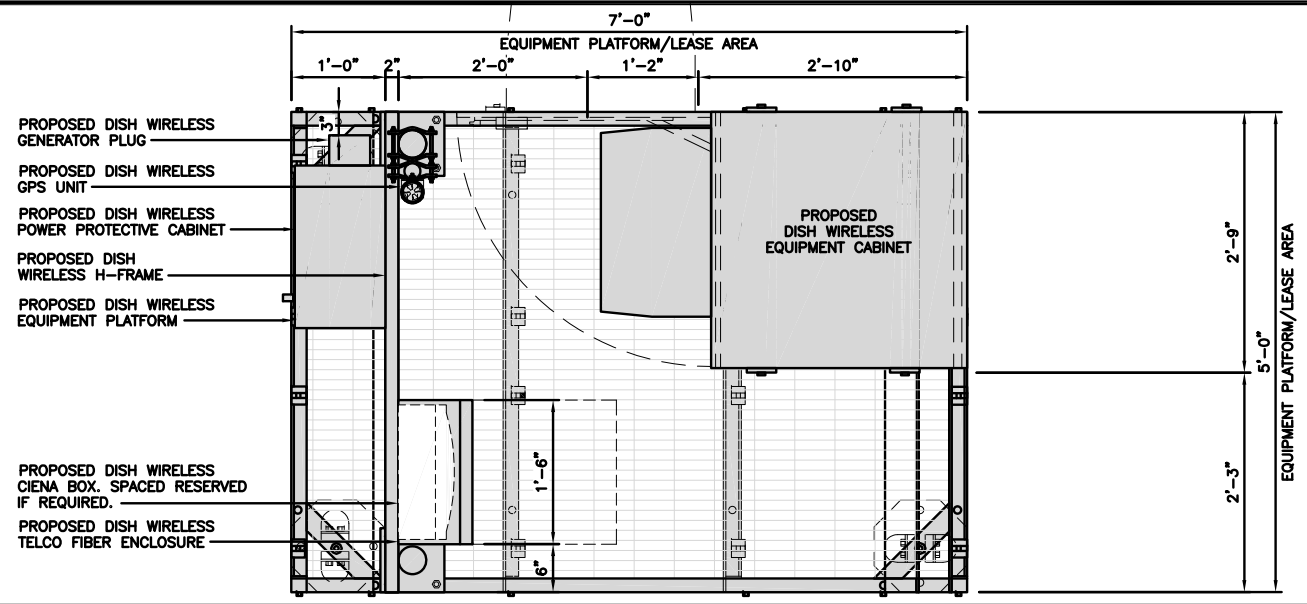 7'-0"
EQUIPMENT PLATFORM/LEASE AREA
1'-0"
2"
2'-0"
1'-2"
2'-10"
PROPOSED DISH WIRELESS
GENERATOR PLUG
3"
PROPOSED DISH WIRELESS
GPS UNIT
PROPOSED DISH WIRELESS
POWER PROTECTIVE CABINET
PROPOSED DISH
WIRELESS H-FRAME
PROPOSED DISH WIRELESS
EQUIPMENT PLATFORM
PROPOSED
DISH WIRELESS
EQUIPMENT CABINET
2'-9"
5'-0"
EQUIPMENT PLATFORM/LEASE AREA
2'-3"
PROPOSED DISH WIRELESS
CIENA BOX. SPACED RESERVED
IF REQUIRED.
PROPOSED DISH WIRELESS
TELCO FIBER ENCLOSURE
1'-6"
6"